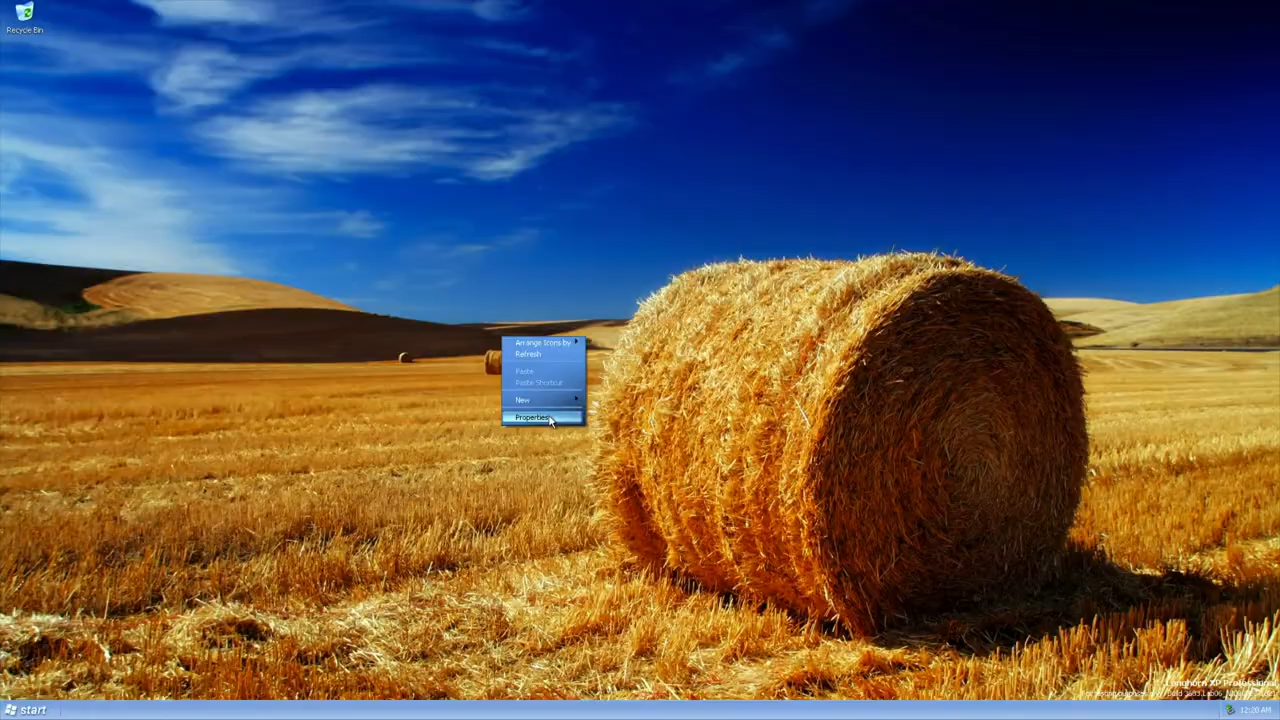 Recycle Bin
Arrange Icons by
Refresh
Paste
Paste Shortcut
New
Properties
Longhorn XP Professional
start
12:20 AM